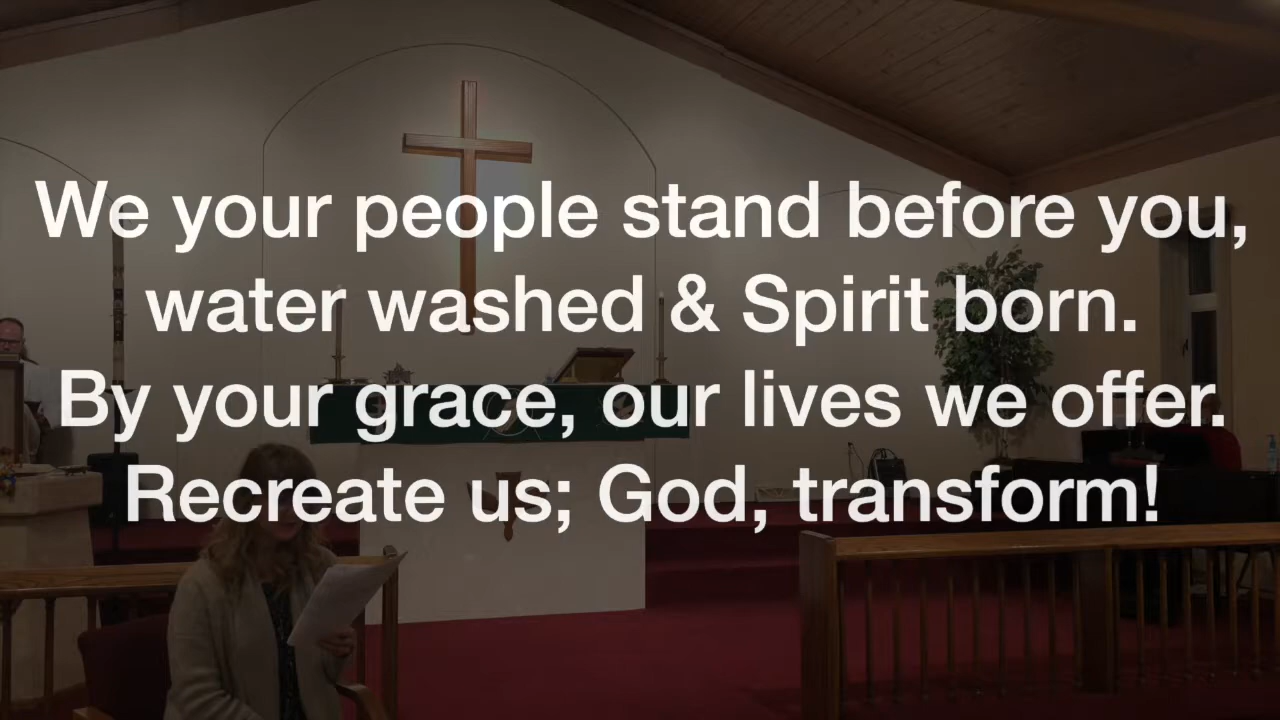 We your people stand before you,
water washed & Spirit born.
By your grace, our lives we offer.
Recreate us; God, transform!